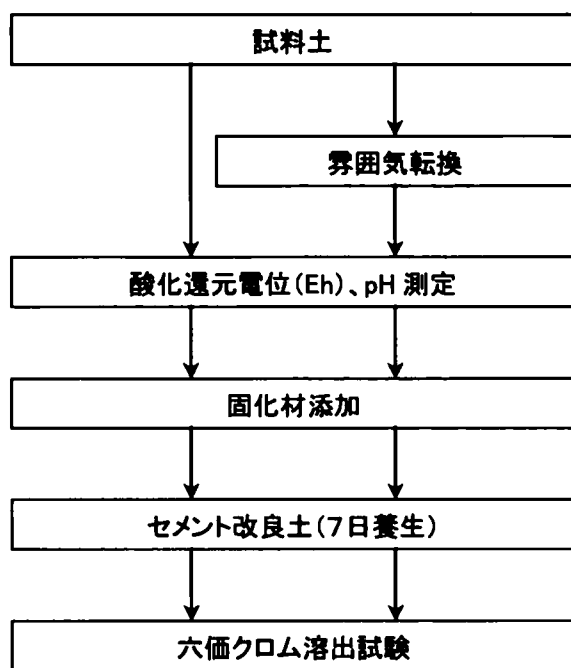 試料土
雰囲気転換
酸化還元電位(Eh)、pH 測定
固化材添加
セメント改良土(7日養生)
六価クロム溶出試験